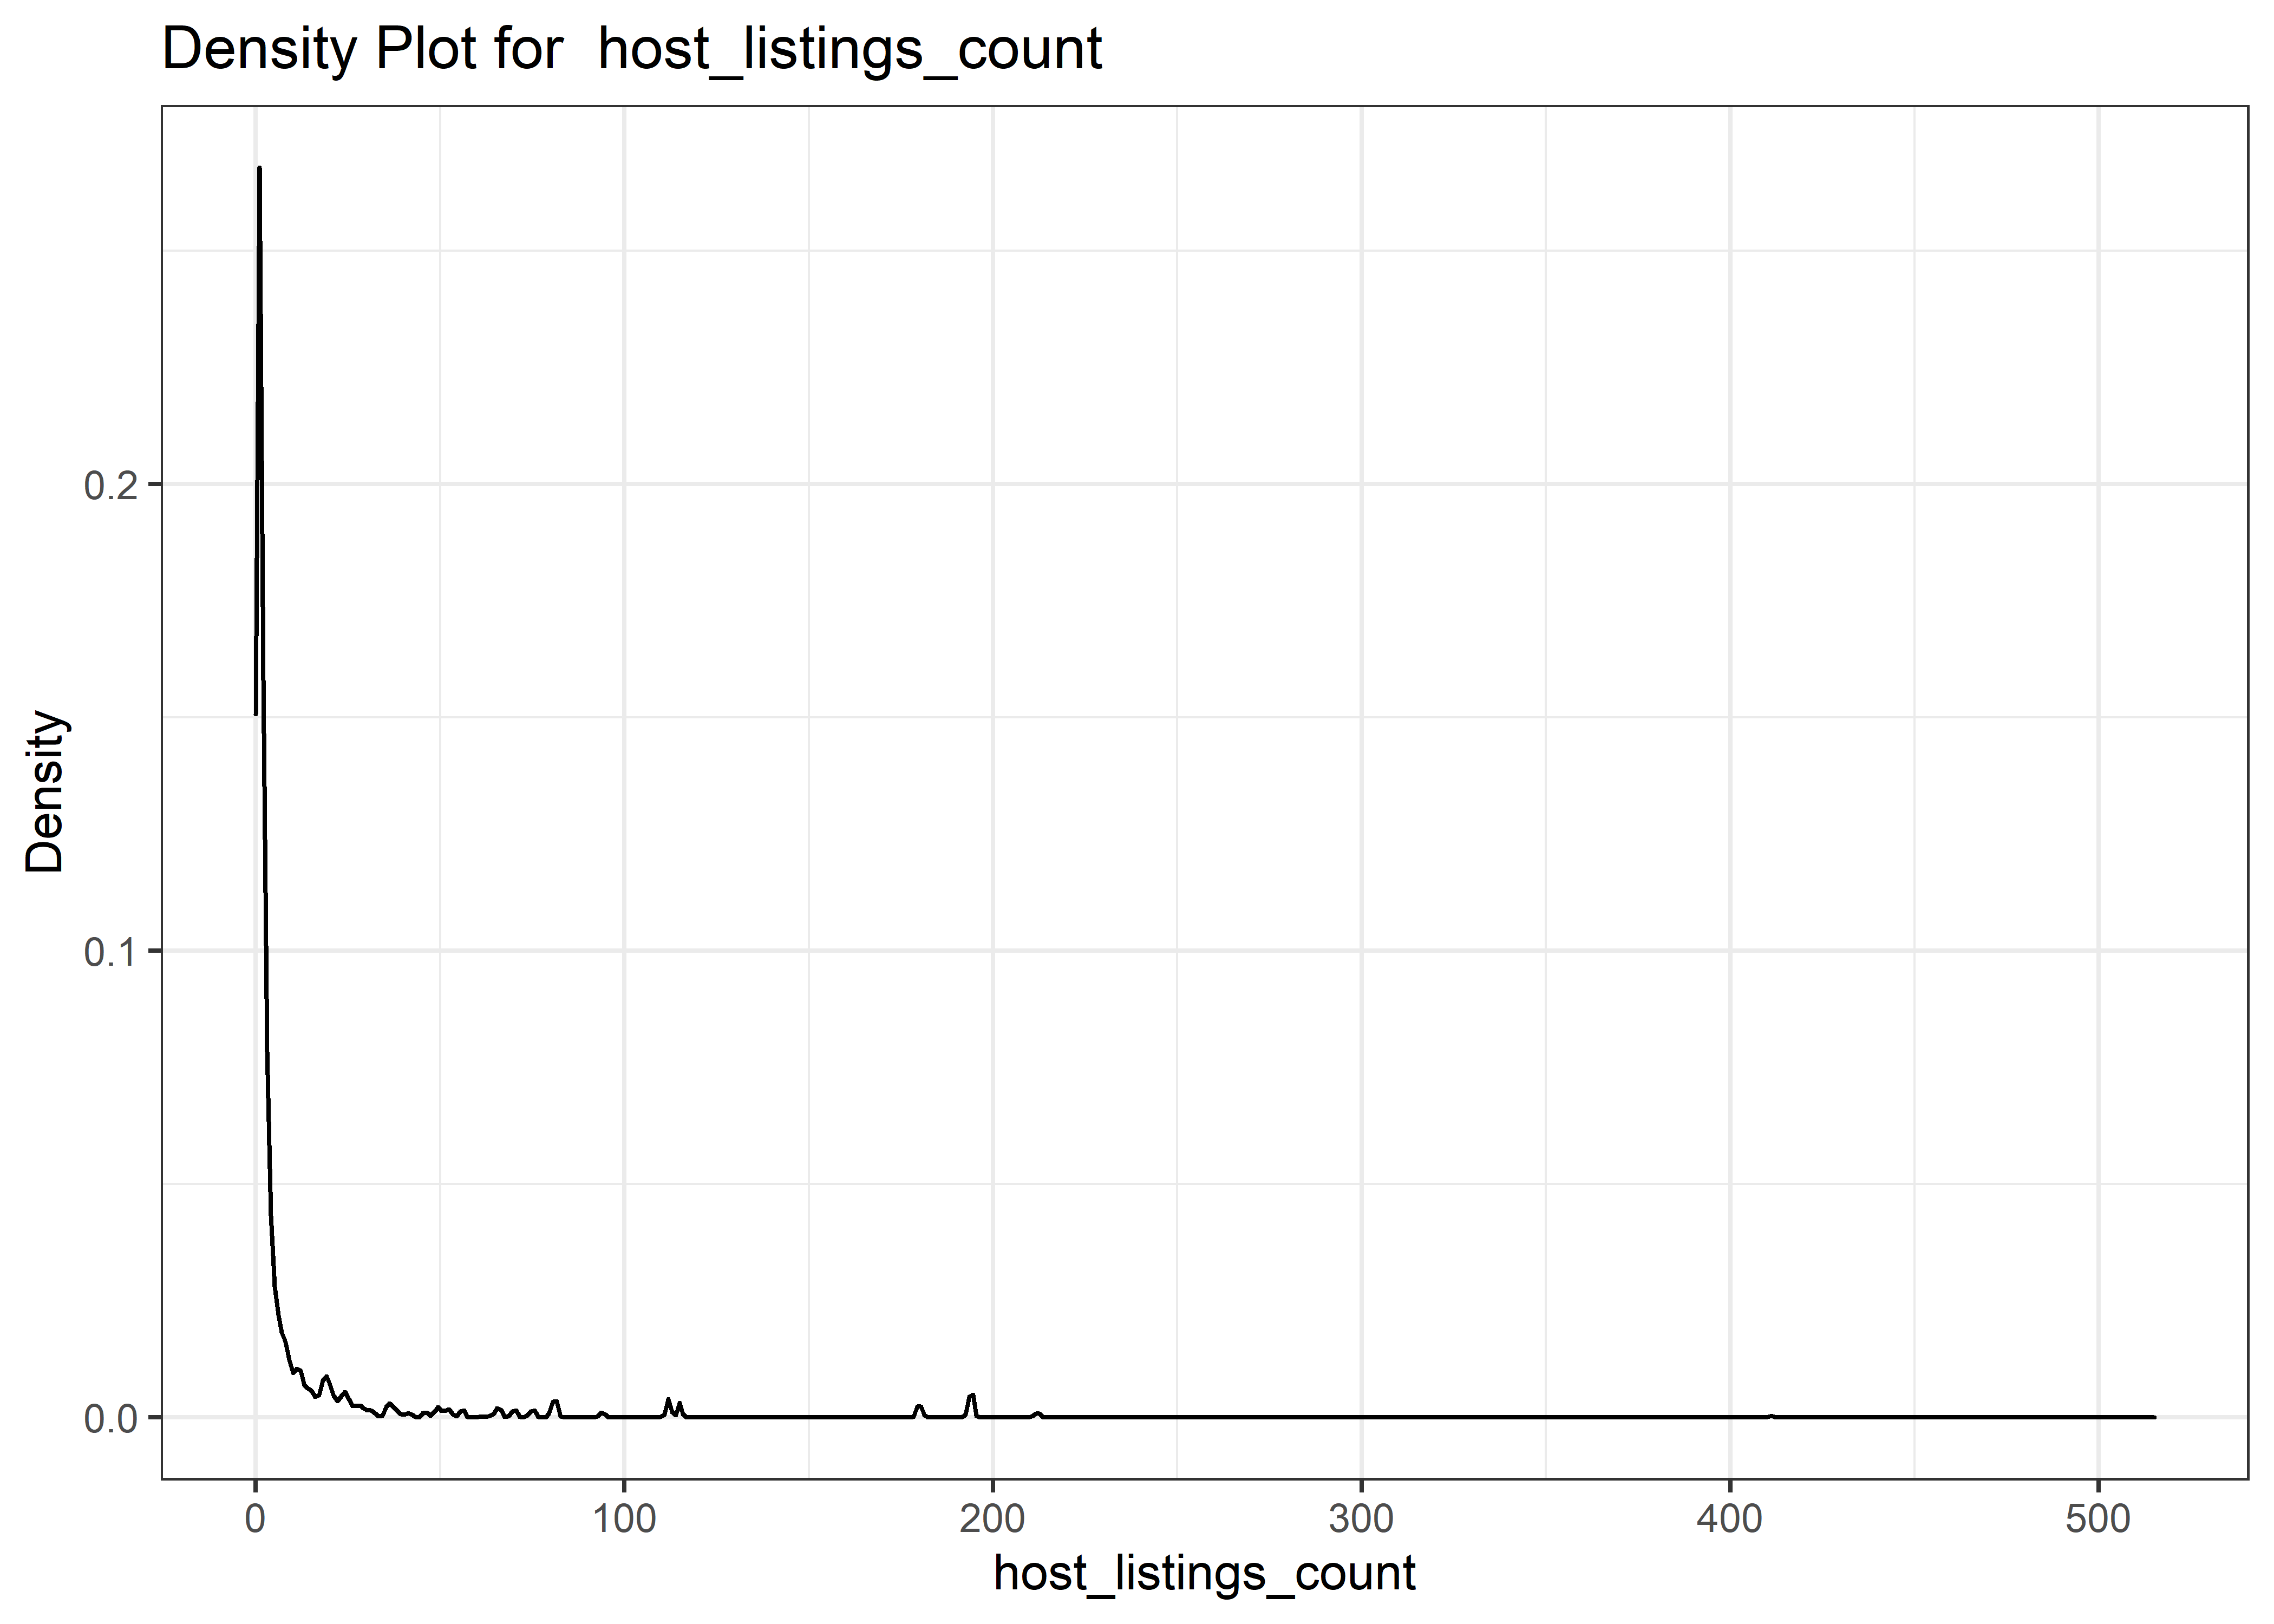 Density Plot for  host_listings_count
Density
0.2
0.1
0.0
0 100 200 300 400 500
host_listings_count